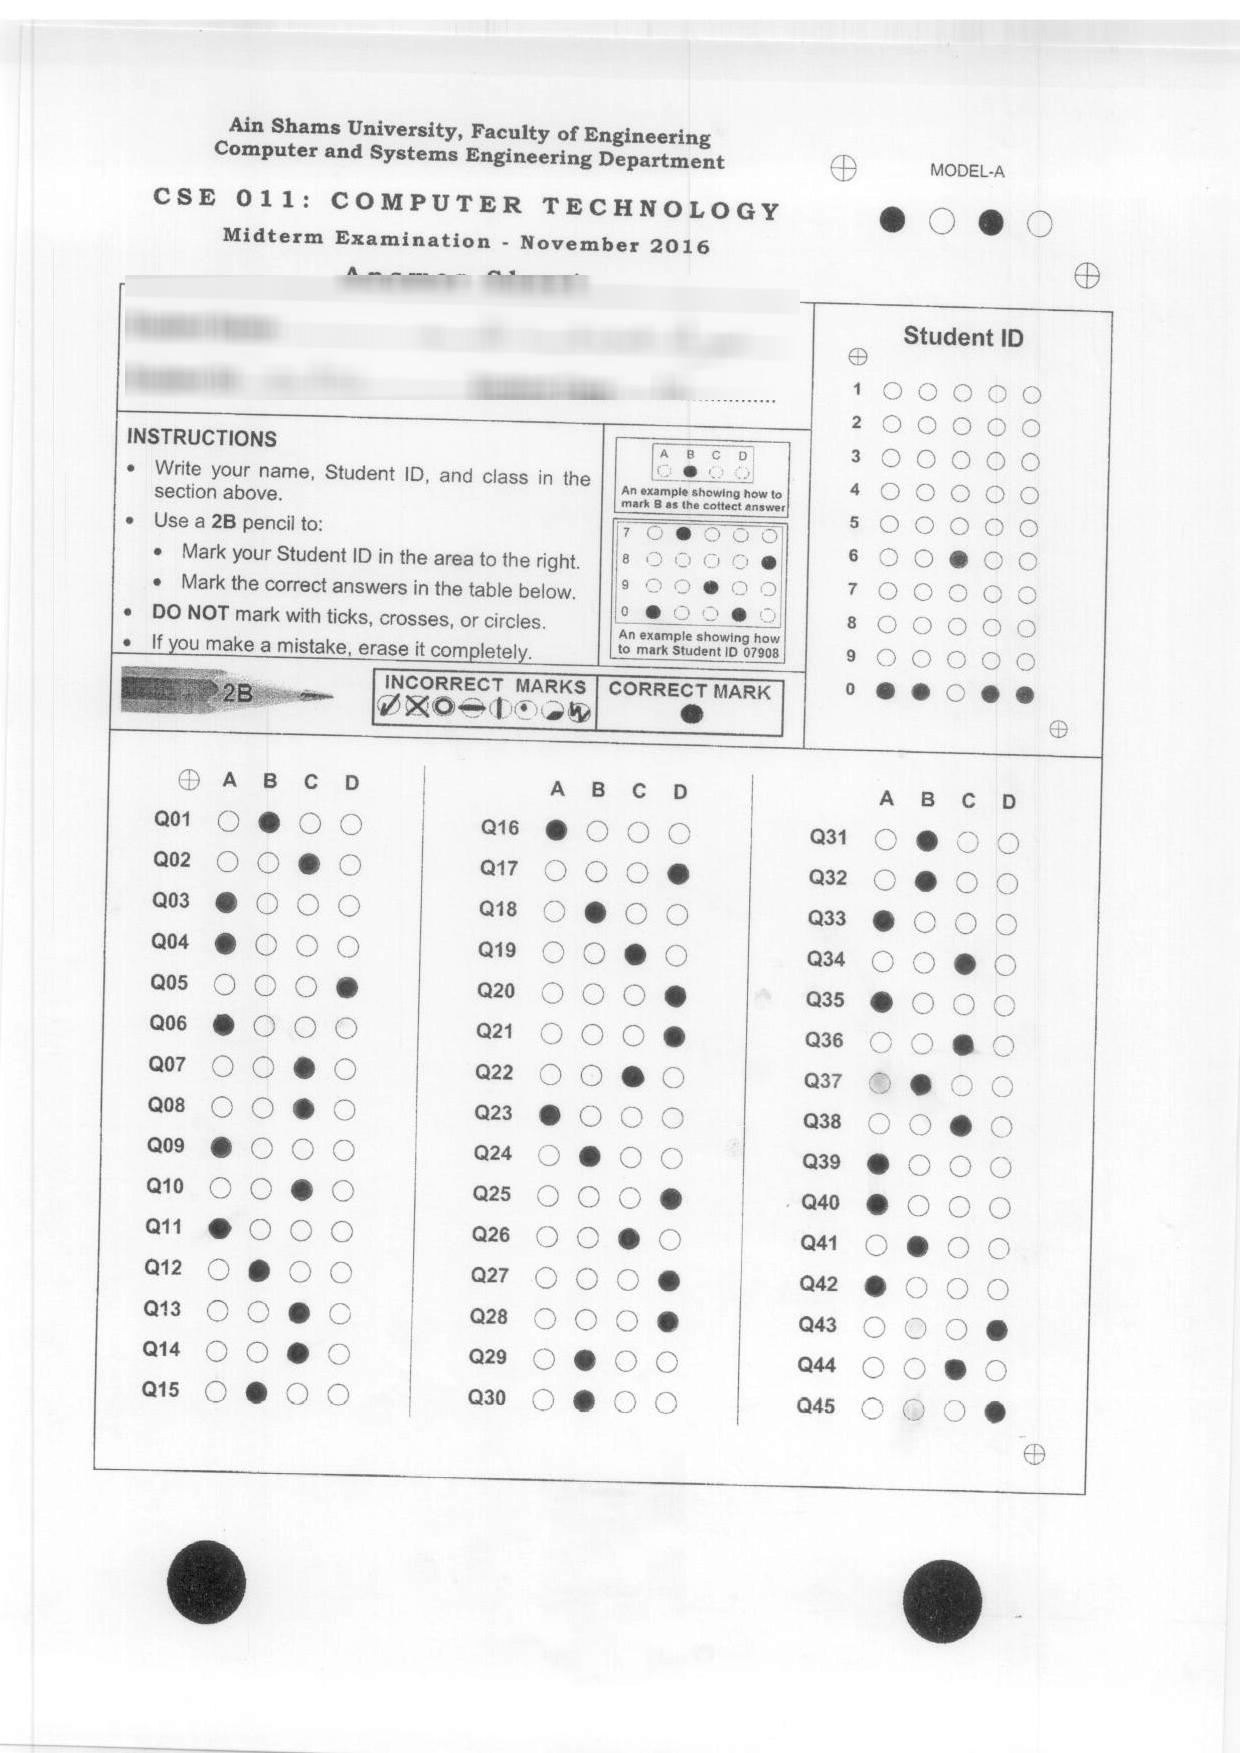 Ain Shams University, Faculty of Engineering
Computer and Systems Engineering Department
CSE 011: COMPUTER TECHNOLOGY
Midterm Examination - November 2016
MODEL-A
Student ID
1
2
3
4
5
6
7
8
9
0
INSTRUCTIONS
• Write your name, Student ID, and class in the
section above.
• Use a 2B pencil to:
• Mark your Student ID in the area to the right.
• Mark the correct answers in the table below.
• DO NOT mark with ticks, crosses, or circles.
• If you make a mistake, erase it completely.
A B C D
An example showing how to
mark B as the cottect answer
7
8
9
0
An example showing how
to mark Student ID 07908
2B
INCORRECT MARKS
CORRECT MARK
A B C D
Q01
Q02
Q03
Q04
Q05
Q06
Q07
Q08
Q09
Q10
Q11
Q12
Q13
Q14
Q15
A B C D
Q16
Q17
Q18
Q19
Q20
Q21
Q22
Q23
Q24
Q25
Q26
Q27
Q28
Q29
Q30
A B C D
Q31
Q32
Q33
Q34
Q35
Q36
Q37
Q38
Q39
Q40
Q41
Q42
Q43
Q44
Q45